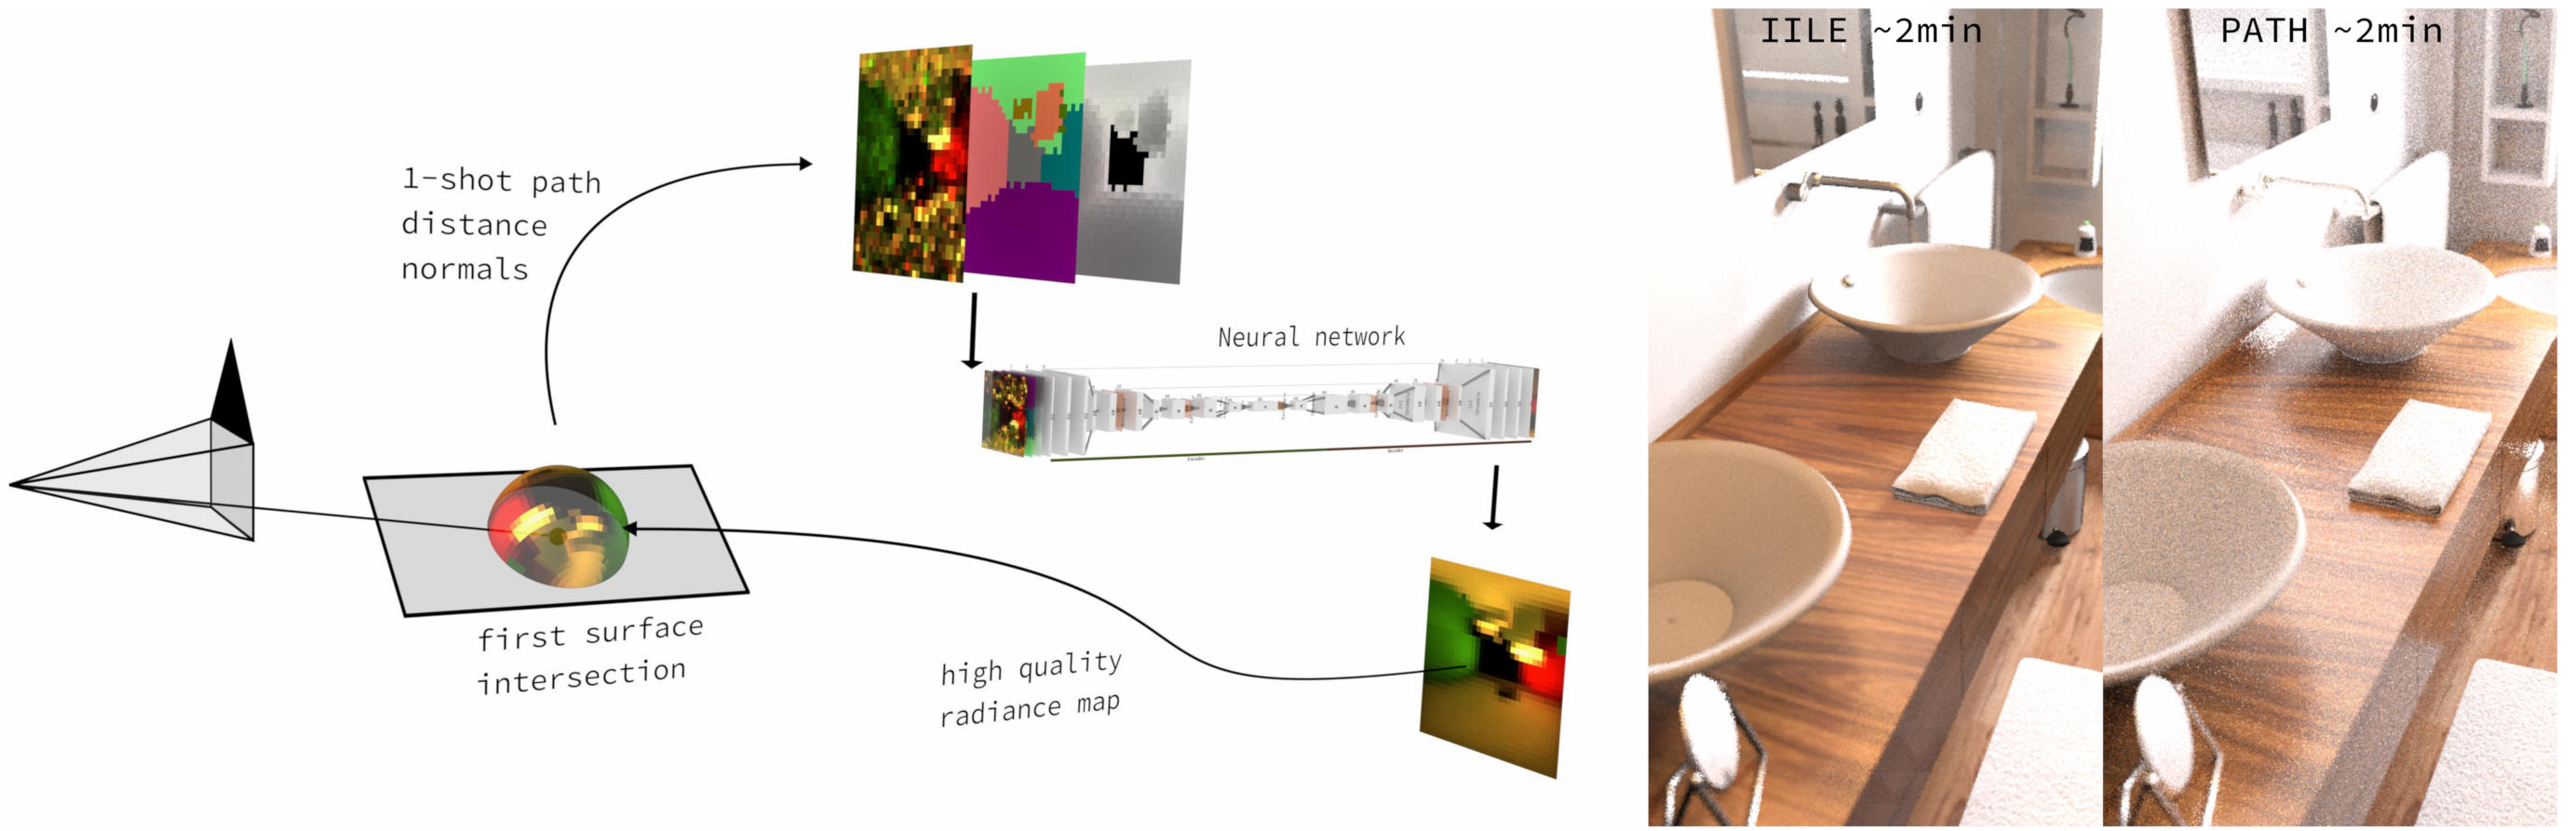 1-shot path
distance
normals
Neural network
first surface
intersection
high quality
radiance map
IILE ~2min
PATH ~2min